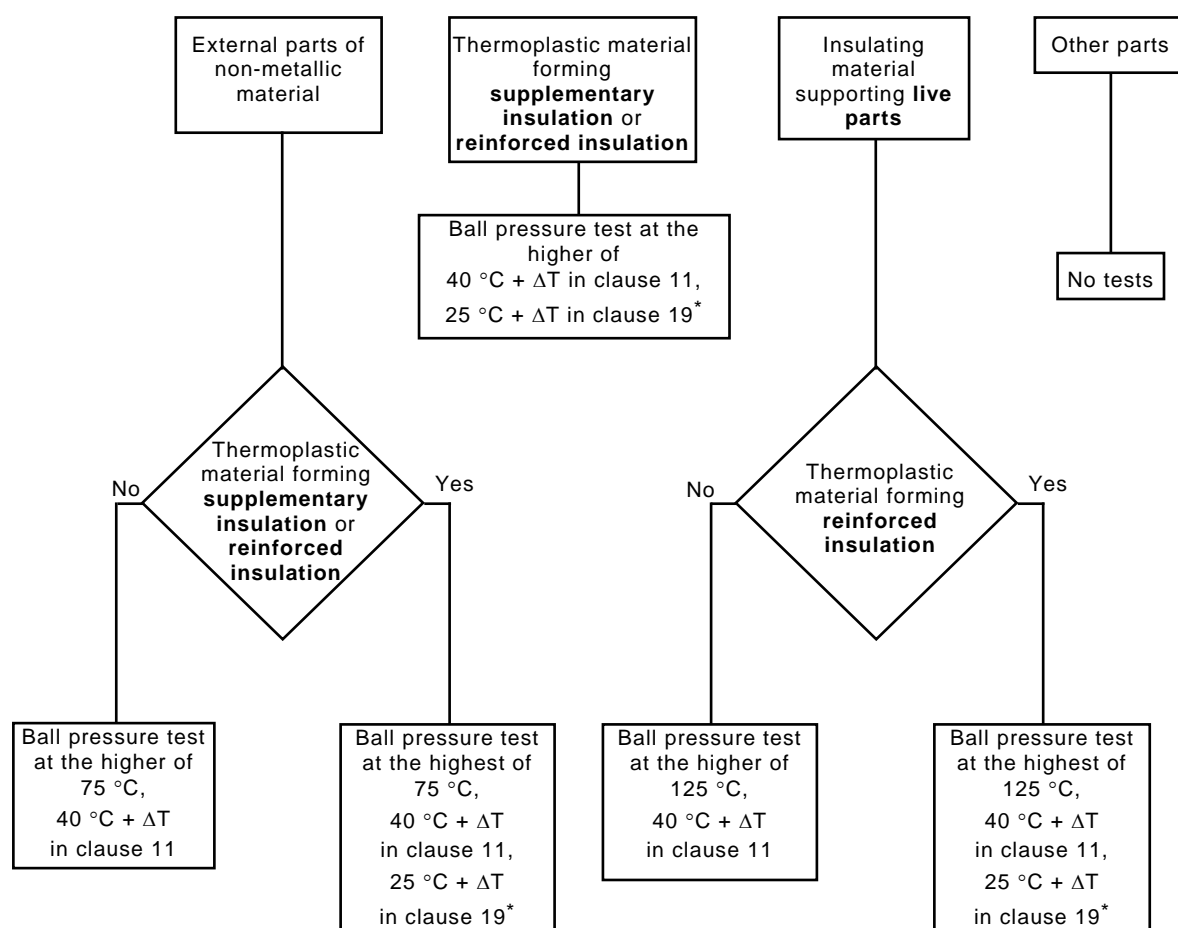 External parts of
non-metallic
material
Thermoplastic material
forming
supplementary
insulation or
reinforced insulation
Insulating
material
supporting live
parts
Other parts
Ball pressure test at the
higher of
40 °C + ΔT in clause 11,
25 °C + ΔT in clause 19*
No tests
Thermoplastic
material forming
supplementary
insulation or
reinforced
insulation
No
Yes
Thermoplastic
material forming
reinforced
insulation
No
Yes
Ball pressure test
at the higher of
75 °C,
40 °C + ΔT
in clause 11
Ball pressure test
at the highest of
75 °C,
40 °C + ΔT
in clause 11,
25 °C + ΔT
in clause 19*
Ball pressure test
at the higher of
125 °C,
40 °C + ΔT
in clause 11
Ball pressure test
at the highest of
125 °C,
40 °C + ΔT
in clause 11,
25 °C + ΔT
in clause 19*